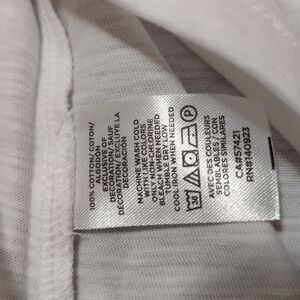 100% COTTON/COTON/
ALGODON
EXCLUSIVE OF
DECORATION/ SAUF
DÉCORATION/EXCLUYE LA
DECORACIÓN
MACHINE WASH COLD
WITH LIKE COLORS
ONLY NON-CHLORINE
BLEACH WHEN NEEDED
TUMBLE DRY LOW
COOL IRON WHEN NEEDED
AVEC DES COULEURS
SIMILAIRES / CON
COLORES SIMILARES
CA#57421
RN#140923